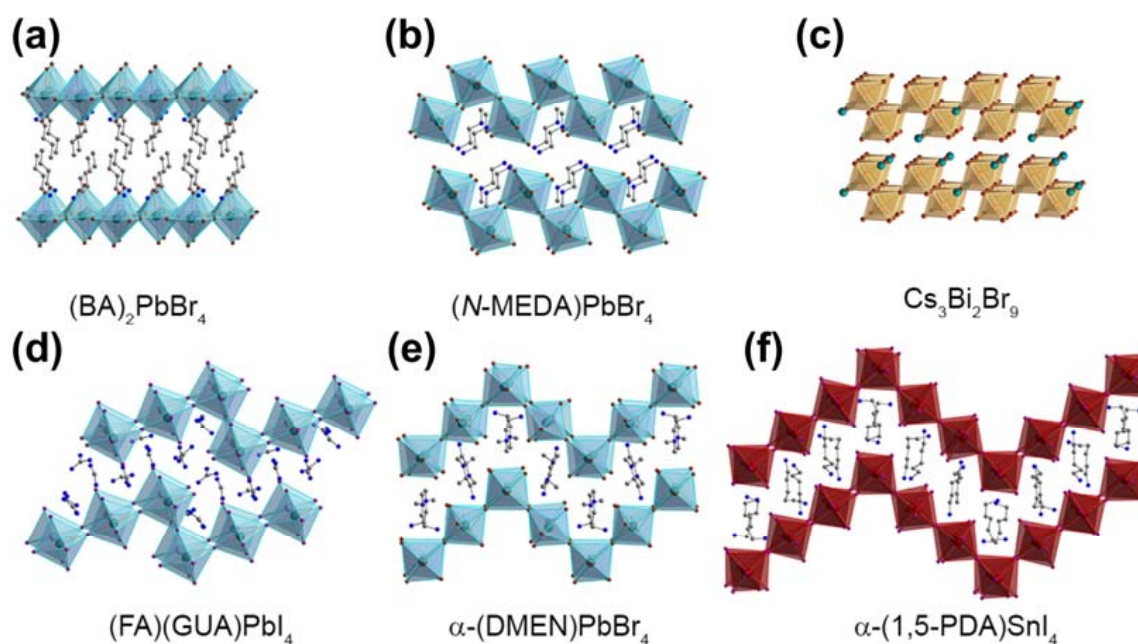 (a)
(b)
(c)
(BA)₂PbBr₄
(N-MEDA)PbBr₄
Cs₃Bi₂Br₉
(d)
(e)
(f)
(FA)(GUA)PbI₄
α-(DMEN)PbBr₄
α-(1,5-PDA)SnI₄